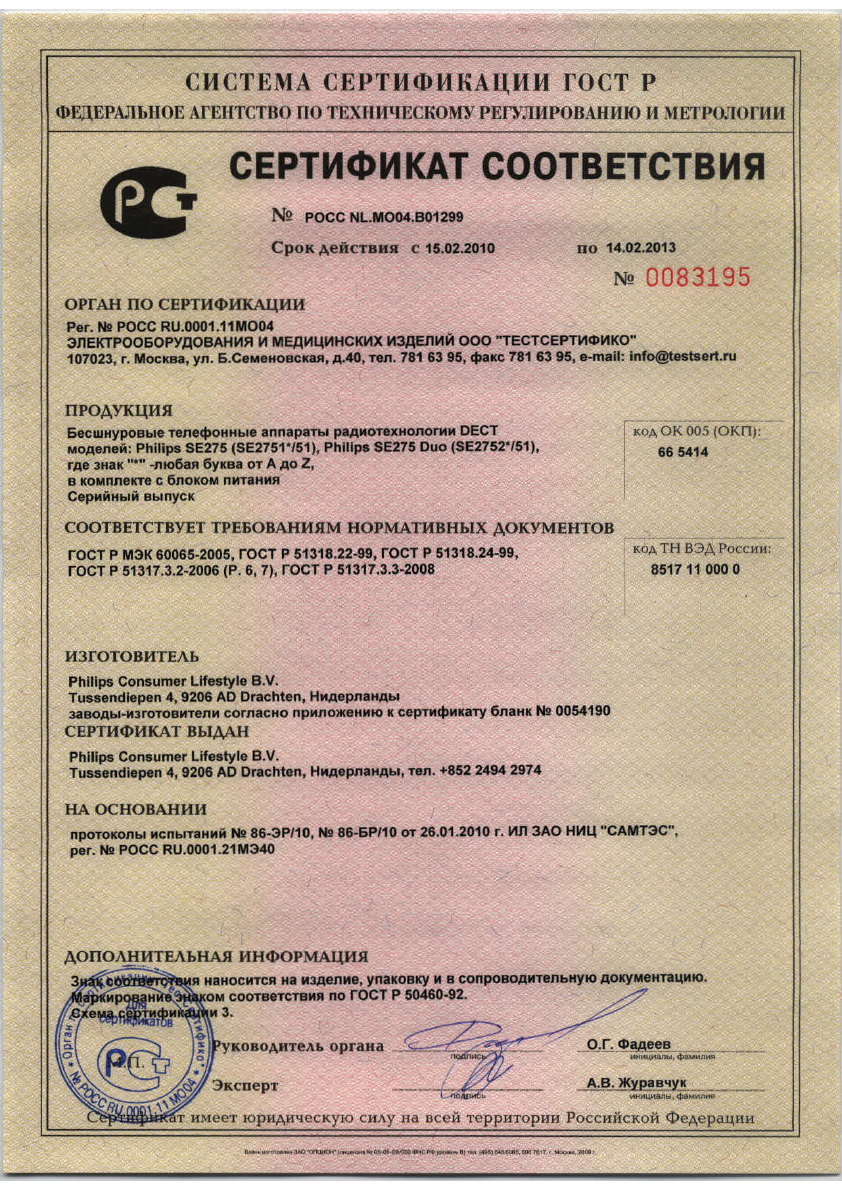 СИСТЕМА СЕРТИФИКАЦИИ ГОСТ Р
ФЕДЕРАЛЬНОЕ АГЕНТСТВО ПО ТЕХНИЧЕСКОМУ РЕГУЛИРОВАНИЮ И МЕТРОЛОГИИ
СЕРТИФИКАТ СООТВЕТСТВИЯ
№ РОСС NL.МО04.В01299
Срок действия с 15.02.2010 по 14.02.2013
№ 0083195
ОРГАН ПО СЕРТИФИКАЦИИ
Рег. № РОСС RU.0001.11МО04
ЭЛЕКТРООБОРУДОВАНИЯ И МЕДИЦИНСКИХ ИЗДЕЛИЙ ООО "ТЕСТСЕРТИФИКО"
107023, г. Москва, ул. Б.Семеновская, д.40, тел. 781 63 95, факс 781 63 95, e-mail: info@testsert.ru
ПРОДУКЦИЯ
Бесшнуровые телефонные аппараты радиотехнологии DECT
моделей: Philips SE275 (SE2751*/51), Philips SE275 Duo (SE2752*/51),
где знак "*" -любая буква от A до Z,
в комплекте с блоком питания
Серийный выпуск
код ОК 005 (ОКП):
66 5414
СООТВЕТСТВУЕТ ТРЕБОВАНИЯМ НОРМАТИВНЫХ ДОКУМЕНТОВ
ГОСТ Р МЭК 60065-2005, ГОСТ Р 51318.22-99, ГОСТ Р 51318.24-99,
ГОСТ Р 51317.3.2-2006 (Р. 6, 7), ГОСТ Р 51317.3.3-2008
код ТН ВЭД России:
8517 11 000 0
ИЗГОТОВИТЕЛЬ
Philips Consumer Lifestyle B.V.
Tussendiepen 4, 9206 AD Drachten, Нидерланды
заводы-изготовители согласно приложению к сертификату бланк № 0054190
СЕРТИФИКАТ ВЫДАН
Philips Consumer Lifestyle B.V.
Tussendiepen 4, 9206 AD Drachten, Нидерланды, тел. +852 2494 2974
НА ОСНОВАНИИ
протоколы испытаний № 86-ЭР/10, № 86-БР/10 от 26.01.2010 г. ИЛ ЗАО НИЦ "САМТЭС",
рег. № РОСС RU.0001.21МЭ40
ДОПОЛНИТЕЛЬНАЯ ИНФОРМАЦИЯ
Знак соответствия наносится на изделие, упаковку и в сопроводительную документацию.
Маркирование знаком соответствия по ГОСТ Р 50460-92.
Схема сертификации 3.
Для
сертификатов
М.П.
№ РОСС RU.0001.11МО04
Руководитель органа
подпись
О.Г. Фадеев
инициалы, фамилия
Эксперт
подпись
А.В. Журавчук
инициалы, фамилия
Сертификат имеет юридическую силу на всей территории Российской Федерации